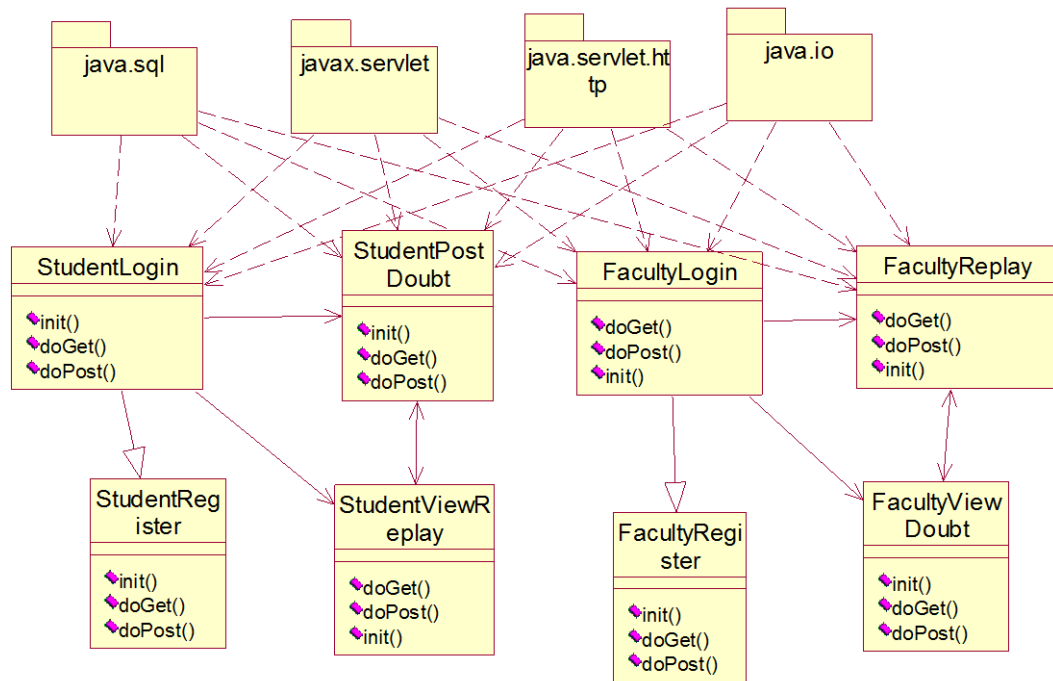 java.sql
javax.servlet
java.servlet.ht
tp
java.io
StudentLogin
init()
doGet()
doPost()
StudentPost
Doubt
init()
doGet()
doPost()
FacultyLogin
doGet()
doPost()
init()
FacultyReplay
doGet()
doPost()
init()
StudentReg
ister
init()
doGet()
doPost()
StudentViewR
eplay
doGet()
doPost()
init()
FacultyRegi
ster
init()
doGet()
doPost()
FacultyView
Doubt
init()
doGet()
doPost()